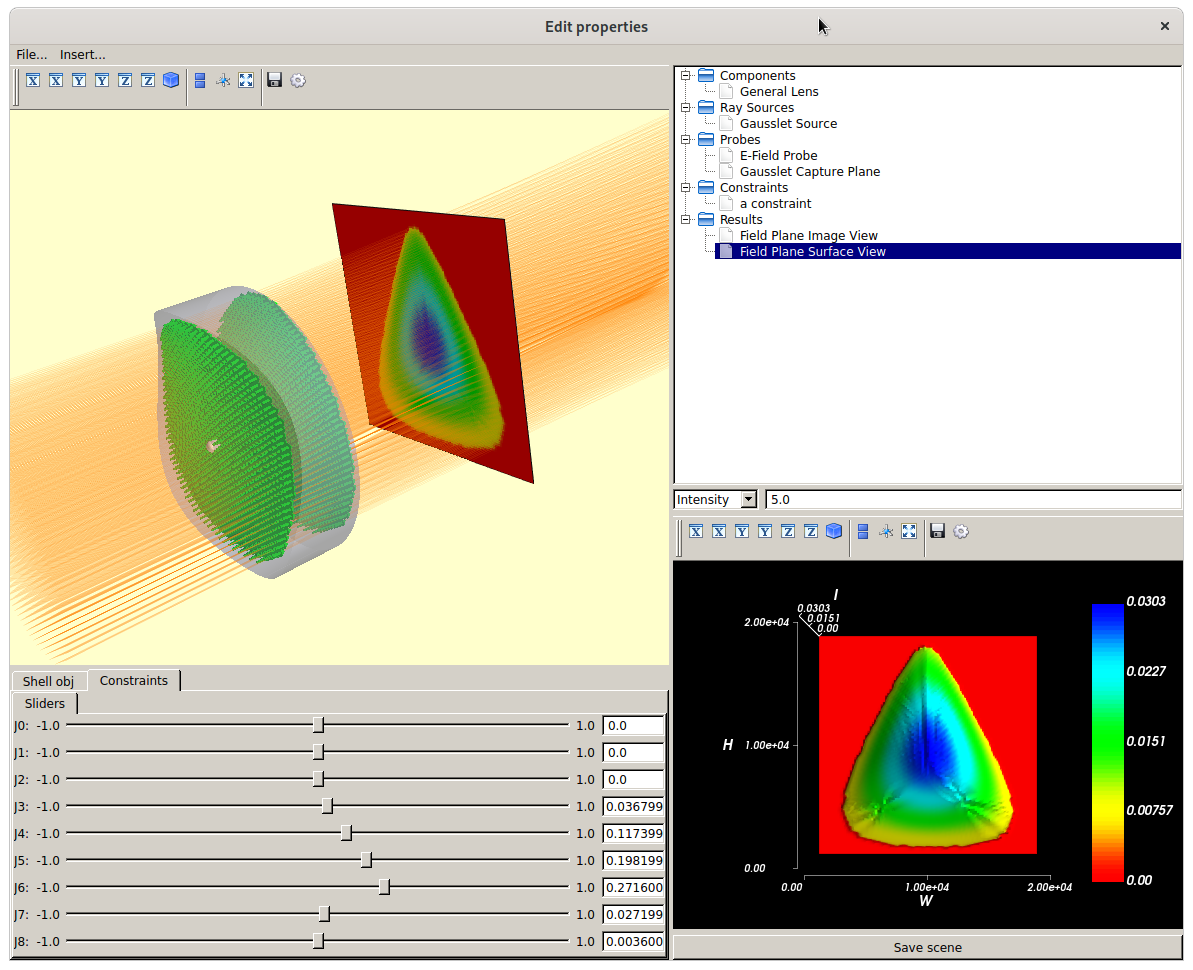 Edit properties
File... Insert...
X X Y Y Z Z
Components
General Lens
Ray Sources
Gausslet Source
Probes
E-Field Probe
Gausslet Capture Plane
Constraints
a constraint
Results
Field Plane Image View
Field Plane Surface View
Intensity 5.0
X X Y Y Z Z
I
0.0303
0.0151
0.00
2.00e+04
H 1.00e+04
0.00
0.00 1.00e+04 2.00e+04
W
0.0303
0.0227
0.0151
0.00757
0.00
Save scene
Shell obj Constraints
Sliders
J0: -1.0 1.0 0.0
J1: -1.0 1.0 0.0
J2: -1.0 1.0 0.0
J3: -1.0 1.0 0.036799
J4: -1.0 1.0 0.117399
J5: -1.0 1.0 0.198199
J6: -1.0 1.0 0.271600
J7: -1.0 1.0 0.027199
J8: -1.0 1.0 0.003600